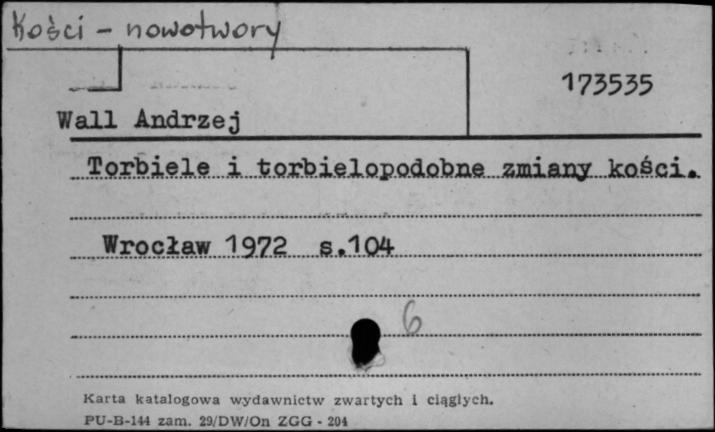 Kości - nowotwory
173535
Wall Andrzej
Torbiele i torbielopodobne zmiany kości.
Wrocław 1972 s.104
6
Karta katalogowa wydawnictw zwartych i ciągłych.
PU-B-144 zam. 29/DW/On ZGG - 204